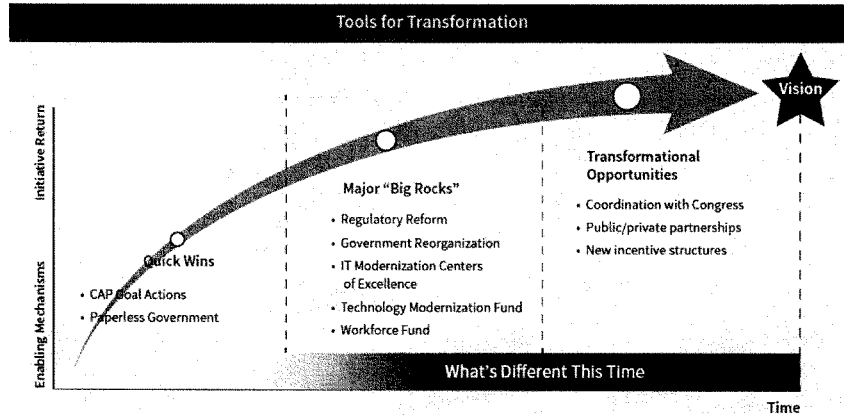 Tools for Transformation
Vision
Initiative Return
Enabling Mechanisms
Quick Wins
• CAP Goal Actions
• Paperless Government
Major “Big Rocks”
• Regulatory Reform
• Government Reorganization
• IT Modernization Centers
of Excellence
• Technology Modernization Fund
• Workforce Fund
Transformational
Opportunities
• Coordination with Congress
• Public/private partnerships
• New incentive structures
What's Different This Time
Time